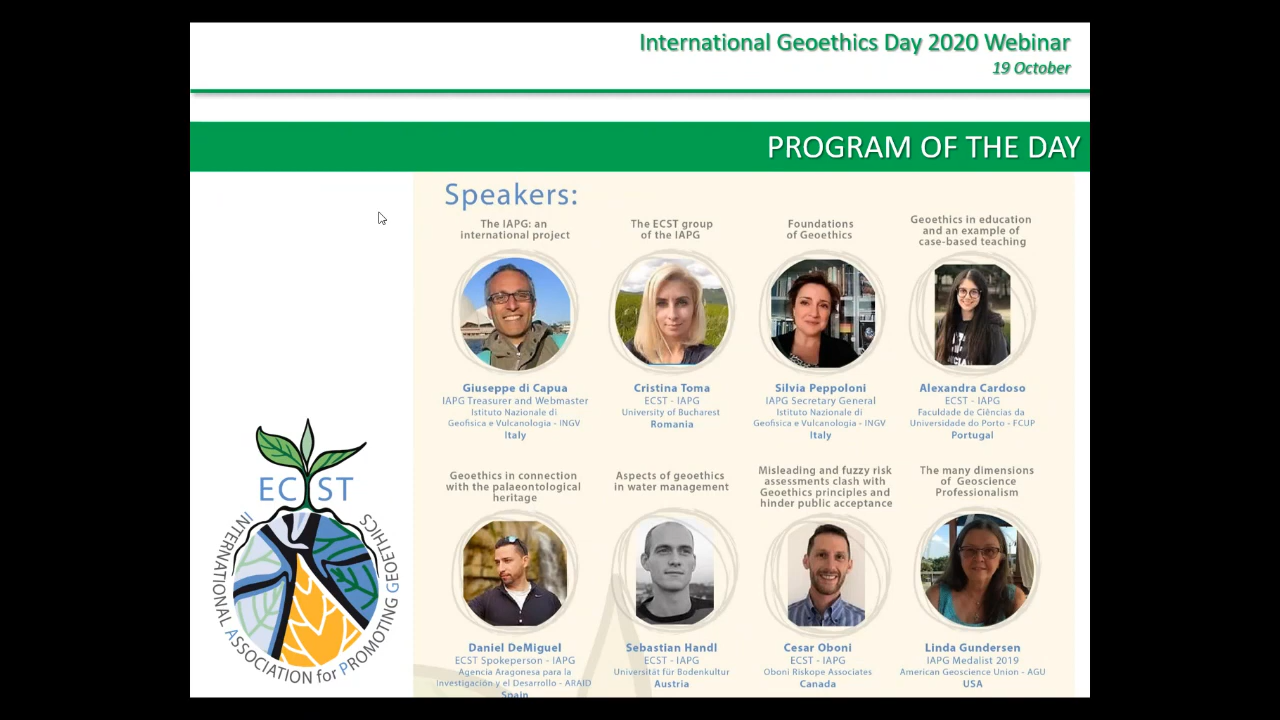 International Geoethics Day 2020 Webinar
19 October
PROGRAM OF THE DAY
Speakers:
The IAPG: an
international project
Giuseppe di Capua
IAPG Treasurer and Webmaster
Istituto Nazionale di
Geofisica e Vulcanologia - INGV
Italy
The ECST group
of the IAPG
Cristina Toma
ECST - IAPG
University of Bucharest
Romania
Foundations
of Geoethics
Silvia Peppoloni
IAPG Secretary General
Istituto Nazionale di
Geofisica e Vulcanologia - INGV
Italy
Geoethics in education
and an example of
case-based teaching
Alexandra Cardoso
ECST - IAPG
Faculdade de Ciências da
Universidade do Porto - FCUP
Portugal
Geoethics in connection
with the palaeontological
heritage
Daniel DeMiguel
ECST Spokeperson - IAPG
Agencia Aragonesa para la
Investigación y el Desarrollo - ARAID
Spain
Aspects of geoethics
in water management
Sebastian Handl
ECST - IAPG
Universität für Bodenkultur
Austria
Misleading and fuzzy risk
assessments clash with
Geoethics principles and
hinder public acceptance
Cesar Oboni
ECST - IAPG
Oboni Riskope Associates
Canada
The many dimensions
of Geoscience
Professionalism
Linda Gundersen
IAPG Medalist 2019
American Geoscience Union - AGU
USA
ECST
INTERNATIONAL ASSOCIATION for PROMOTING GEOETHICS